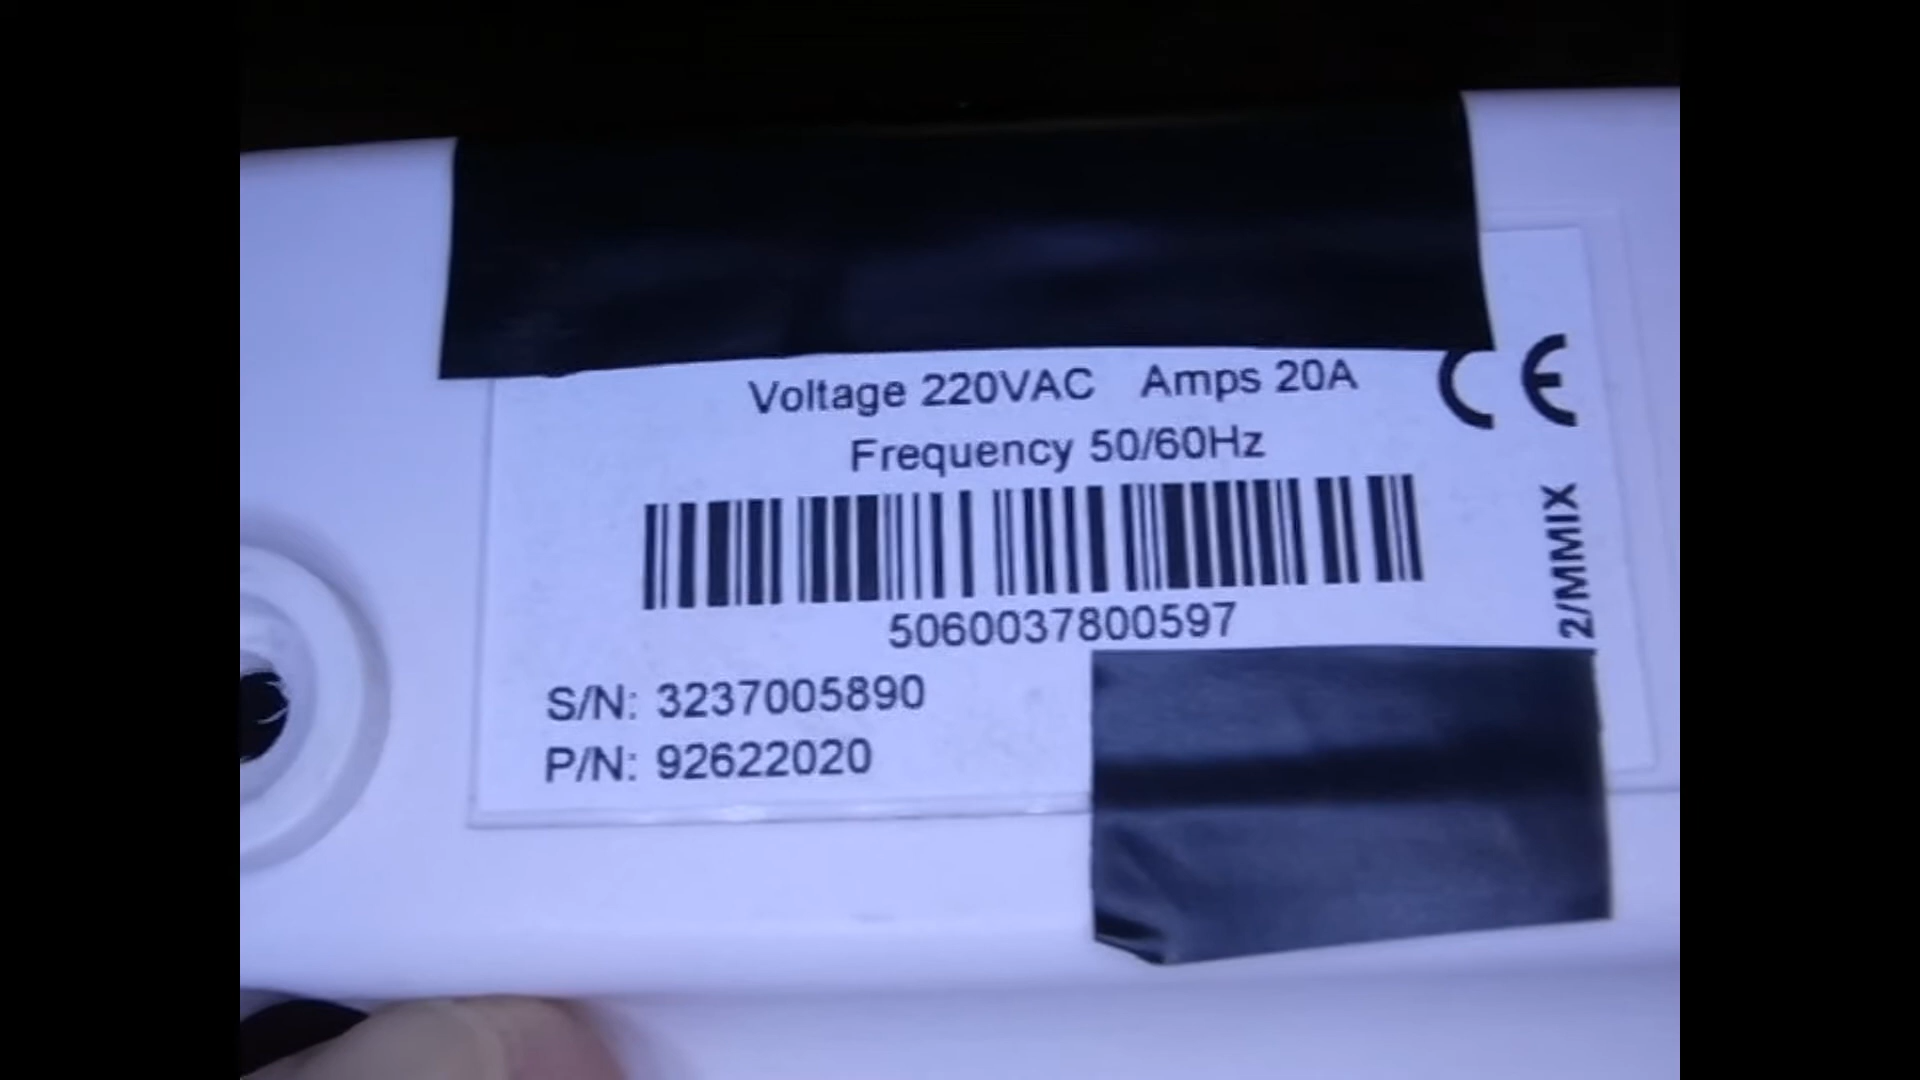 Voltage 220VAC Amps 20A
CE
Frequency 50/60Hz
5060037800597
2/MMIX
S/N: 3237005890
P/N: 92622020